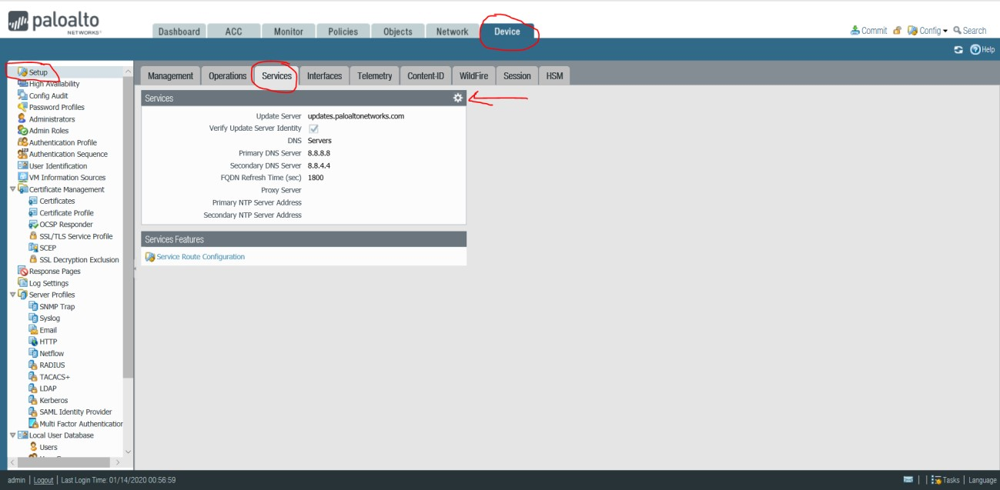 paloalto
NETWORKS®
Dashboard ACC Monitor Policies Objects Network Device
Commit Config Search
Help
Setup
High Availability
Config Audit
Password Profiles
Administrators
Admin Roles
Authentication Profile
Authentication Sequence
User Identification
VM Information Sources
Certificate Management
Certificates
Certificate Profile
OCSP Responder
SSL/TLS Service Profile
SCEP
SSL Decryption Exclusion
Response Pages
Log Settings
Server Profiles
SNMP Trap
Syslog
Email
HTTP
Netflow
RADIUS
TACACS+
LDAP
Kerberos
SAML Identity Provider
Multi Factor Authentication
Local User Database
Users
Management Operations Services Interfaces Telemetry Content-ID WildFire Session HSM
Services
Update Server updates.paloaltonetworks.com
Verify Update Server Identity
DNS Servers
Primary DNS Server 8.8.8.8
Secondary DNS Server 8.8.4.4
FQDN Refresh Time (sec) 1800
Proxy Server
Primary NTP Server Address
Secondary NTP Server Address
Services Features
Service Route Configuration
admin | Logout | Last Login Time: 01/14/2020 00:56:59
Tasks | Language